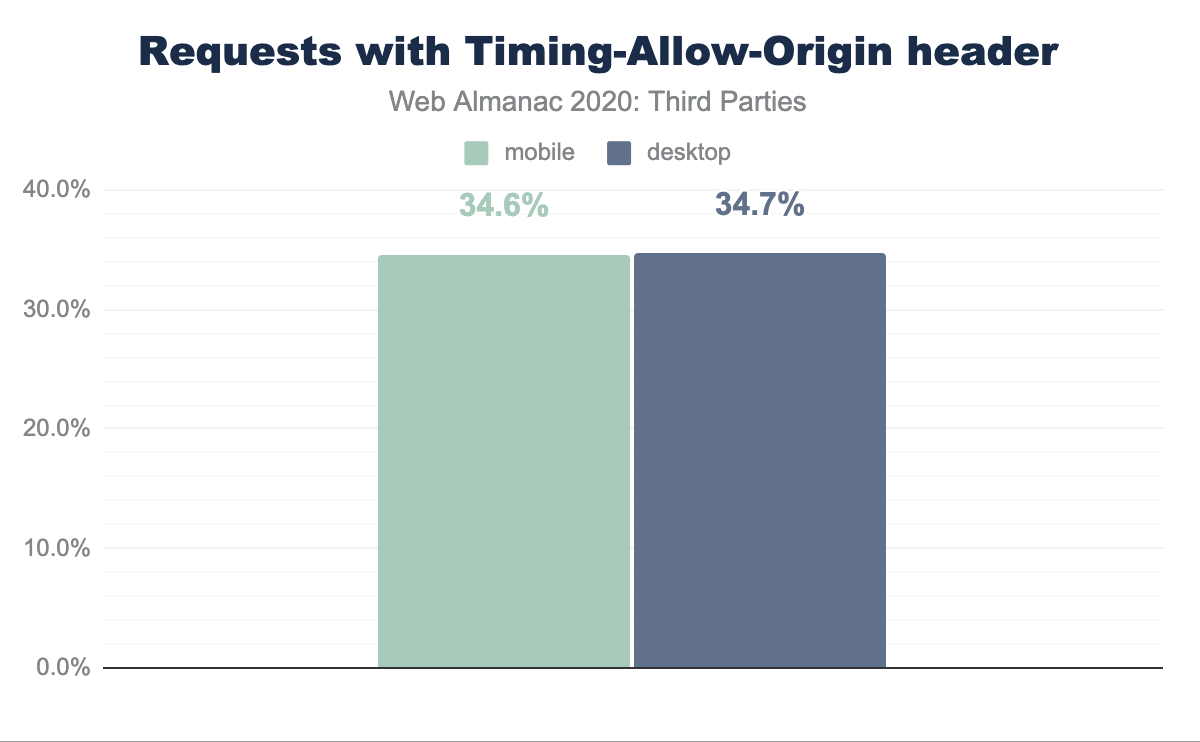 Requests with Timing-Allow-Origin header
Web Almanac 2020: Third Parties
mobile desktop
40.0%
34.6% 34.7%
30.0%
20.0%
10.0%
0.0%